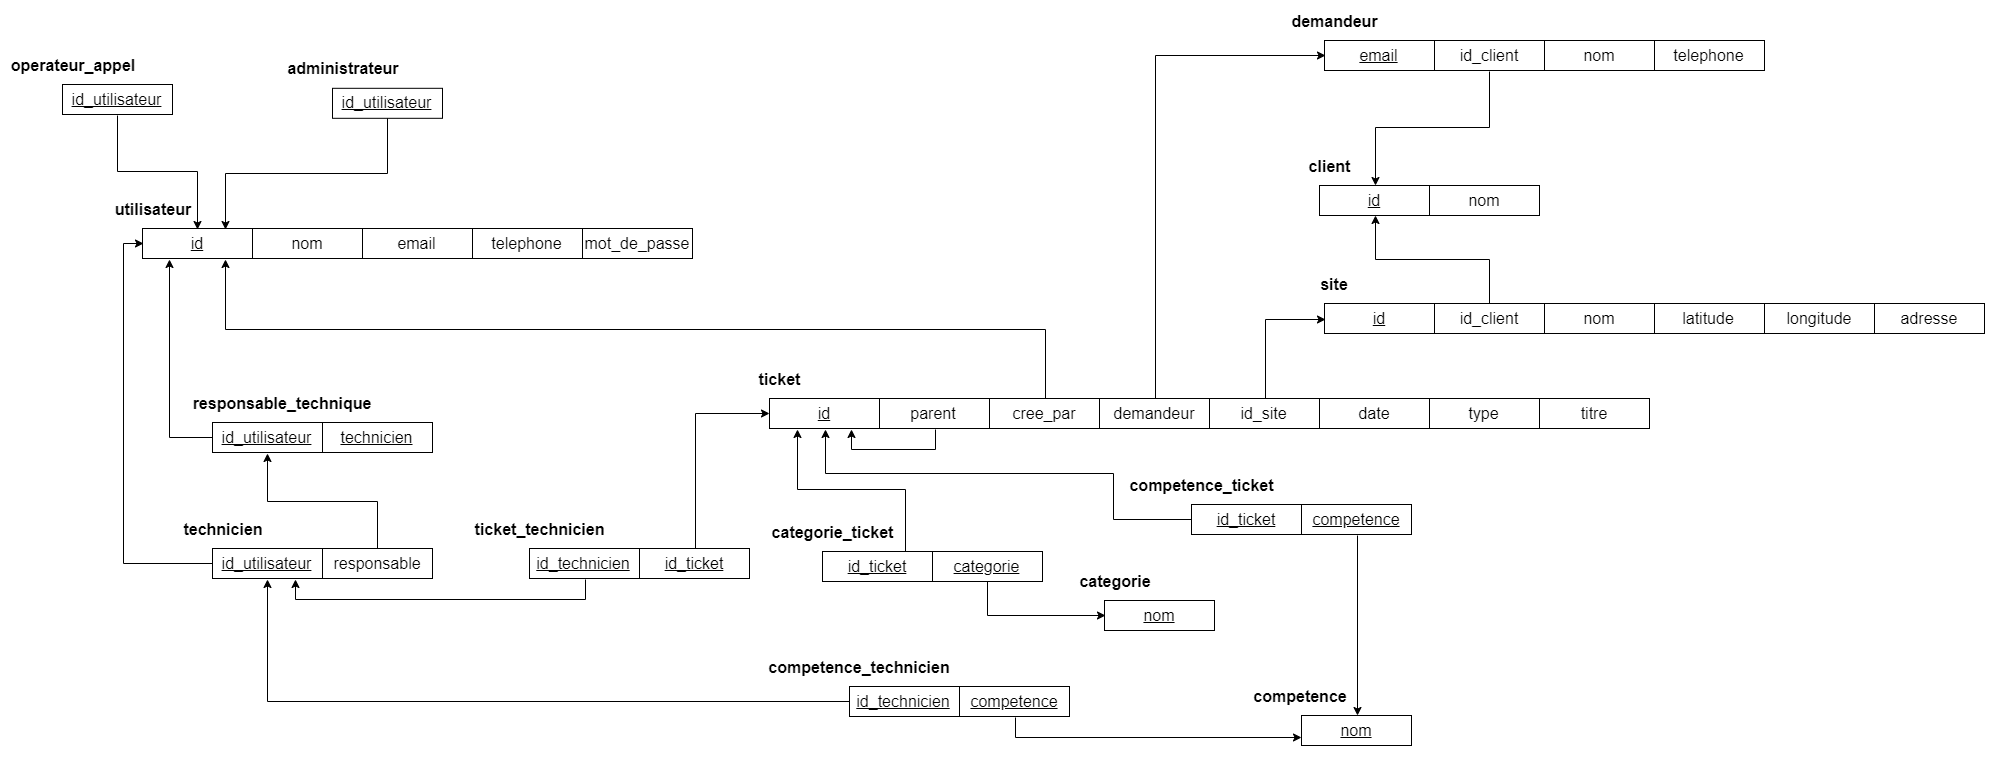 demandeur
email id_client nom telephone
operateur_appel
id_utilisateur
administrateur
id_utilisateur
client
id nom
utilisateur
id nom email telephone mot_de_passe
site
id id_client nom latitude longitude adresse
ticket
id parent cree_par demandeur id_site date type titre
responsable_technique
id_utilisateur technicien
competence_ticket
id_ticket competence
technicien
id_utilisateur responsable
ticket_technicien
id_technicien id_ticket
categorie_ticket
id_ticket categorie
categorie
nom
competence_technicien
id_technicien competence
competence
nom